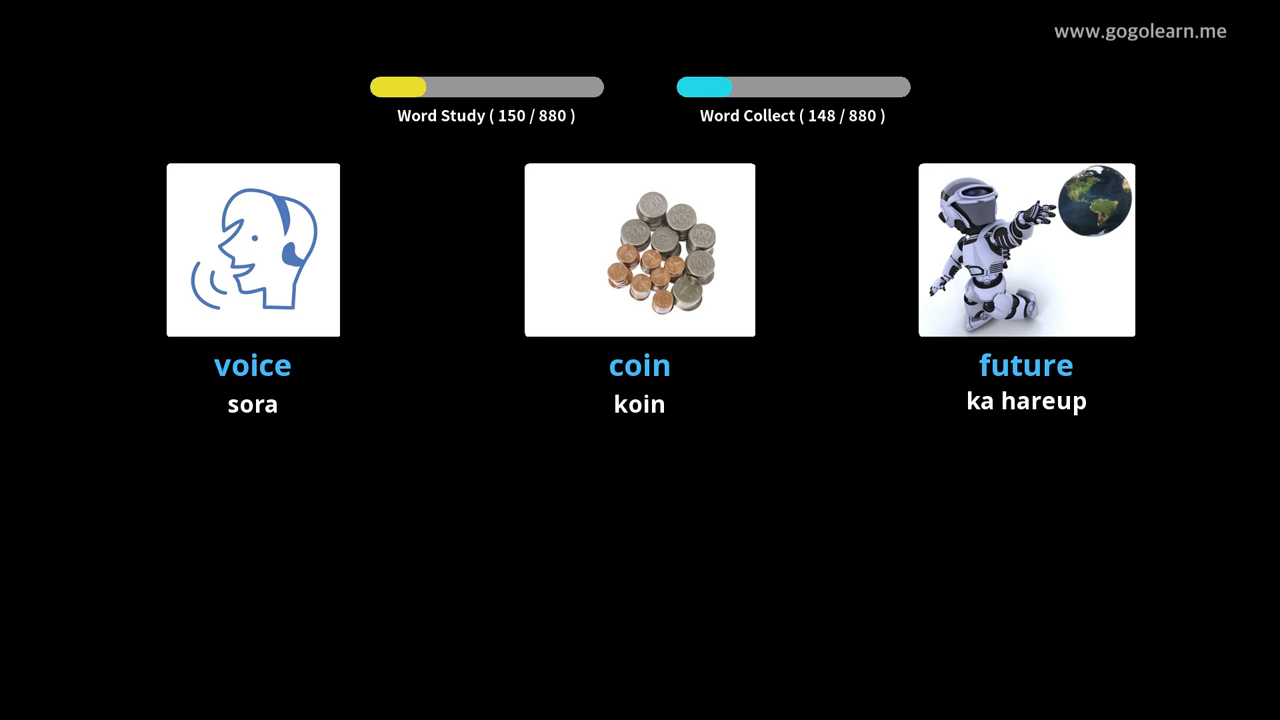 www.gogolearn.me
Word Study ( 150 / 880 )
Word Collect ( 148 / 880 )
voice
sora
coin
koin
future
ka hareup